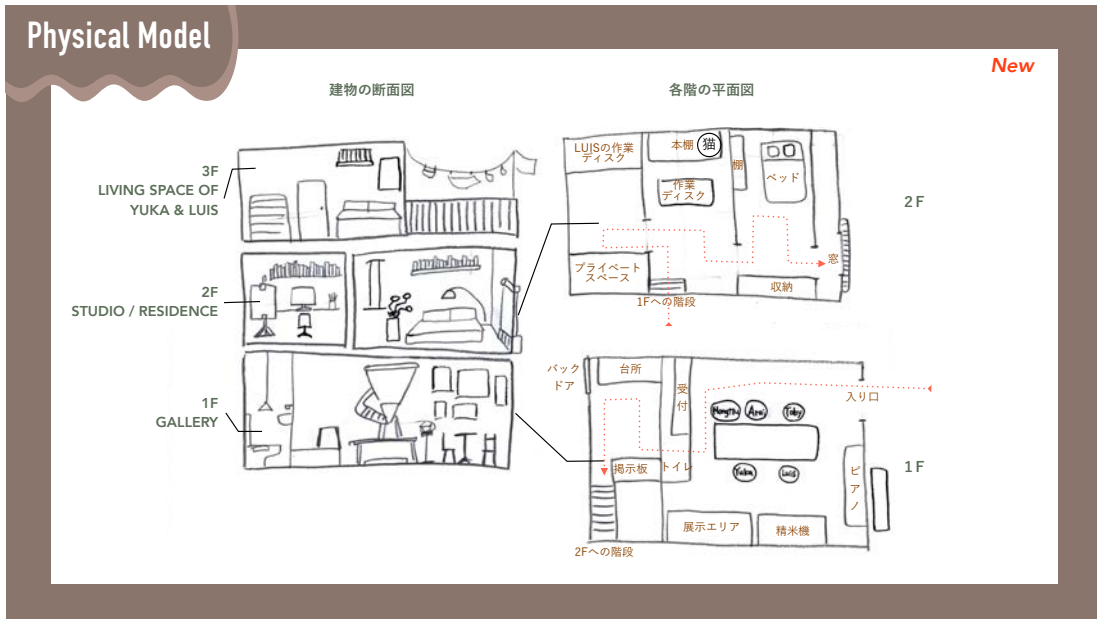 Physical Model
New
建物の断面図
各階の平面図
3F
LIVING SPACE OF
YUKA & LUIS
2F
STUDIO / RESIDENCE
1F
GALLERY
LUISの作業
ディスク
本棚
猫
棚
ベッド
作業
ディスク
2F
プライベート
スペース
窓
収納
1Fへの階段
バック
ドア
台所
受付
入り口
Arai
Toby
掲示板
トイレ
Yuka
Luis
ピアノ
1F
展示エリア
精米機
2Fへの階段